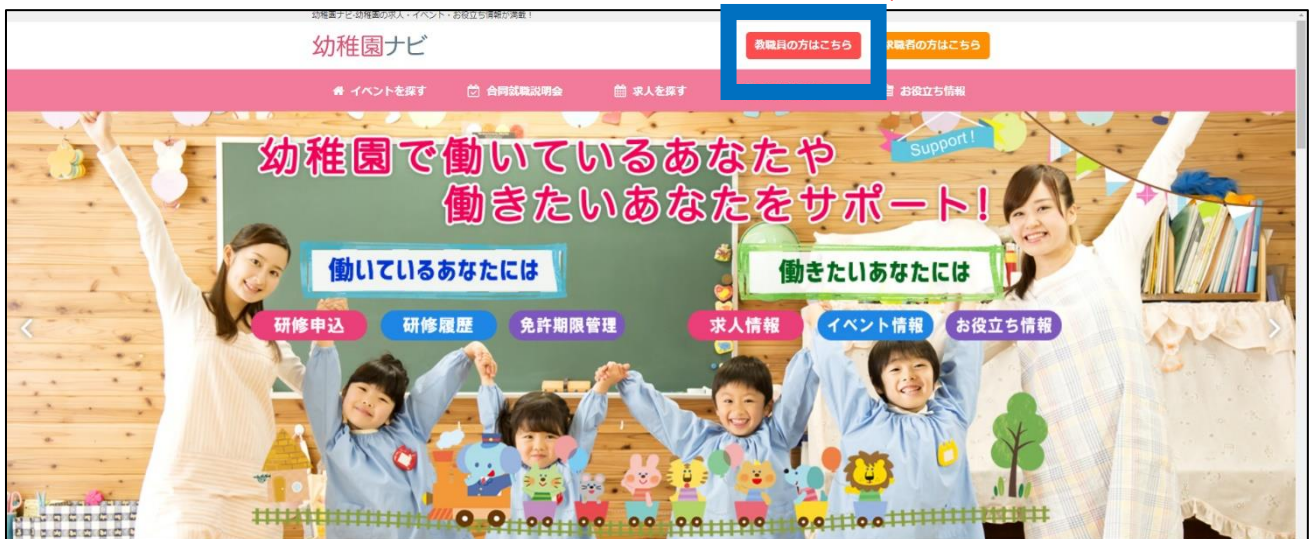 幼稚園ナビ-幼稚園の求人・イベント・お役立ち情報が満載!
幼稚園ナビ
教職員の方はこちら
職者の方はこちら
イベントを探す
合同就職説明会
求人を探す
お役立ち情報
Support!
幼稚園で働いているあなたや
働きたいあなたをサポート!
働いているあなたには
働きたいあなたには
研修申込
研修履歴
免許期限管理
求人情報
イベント情報
お役立ち情報